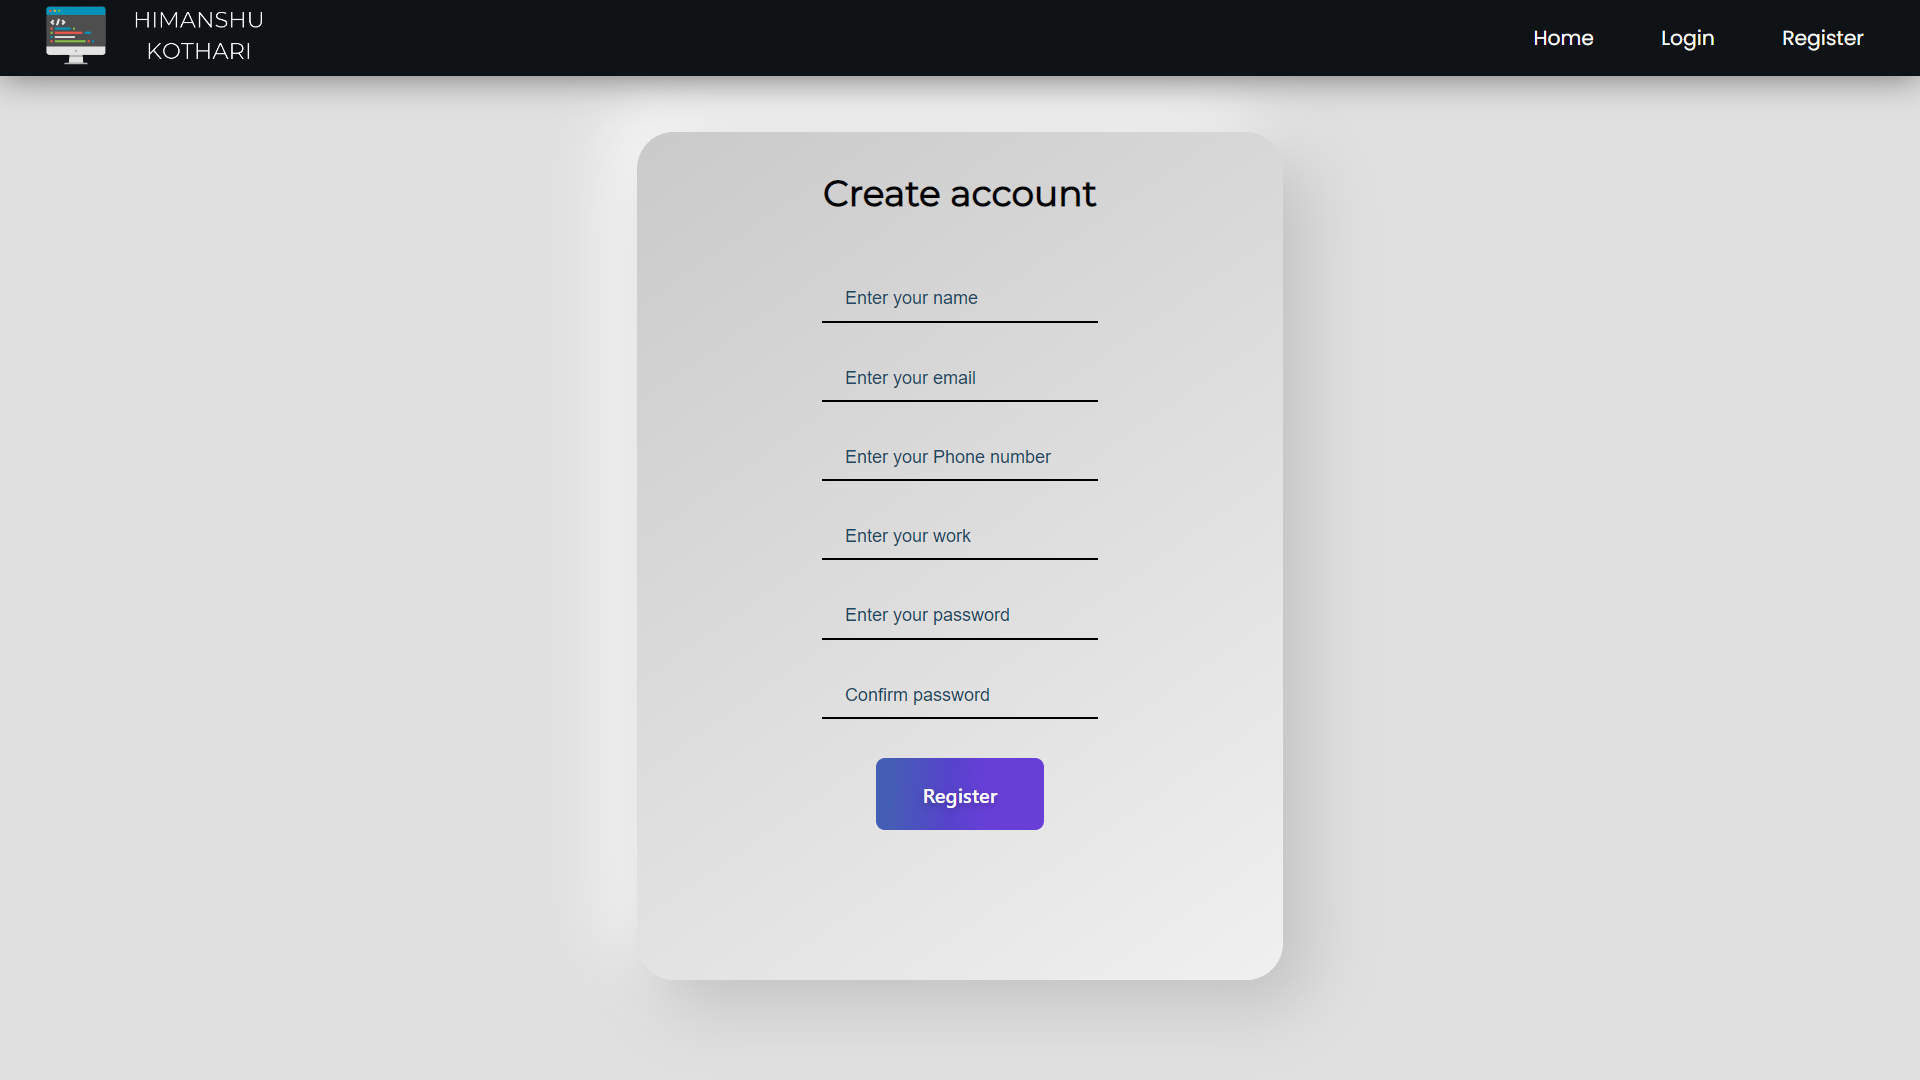 HIMANSHU
KOTHARI
Home
Login
Register
Create account
Enter your name
Enter your email
Enter your Phone number
Enter your work
Enter your password
Confirm password
Register